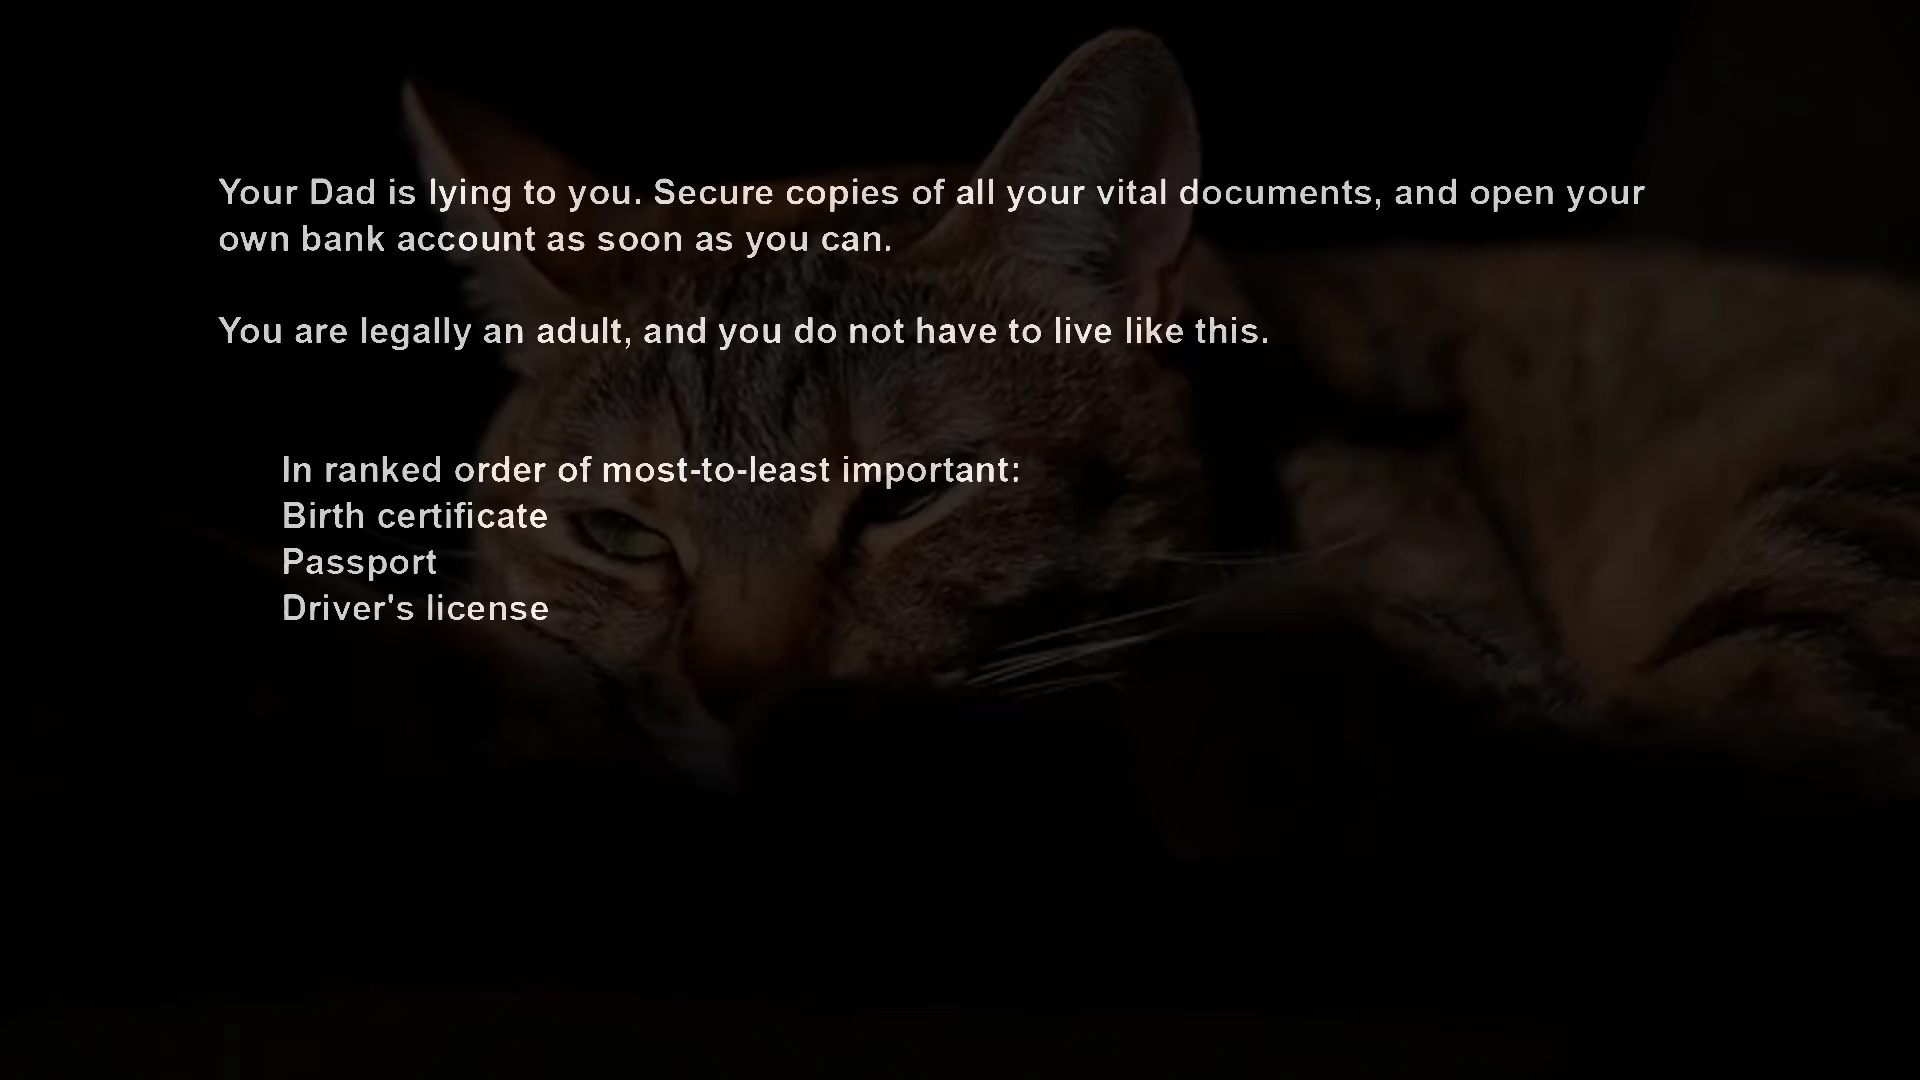 Your Dad is lying to you. Secure copies of all your vital documents, and open your
own bank account as soon as you can.
You are legally an adult, and you do not have to live like this.
In ranked order of most-to-least important:
Birth certificate
Passport
Driver's license